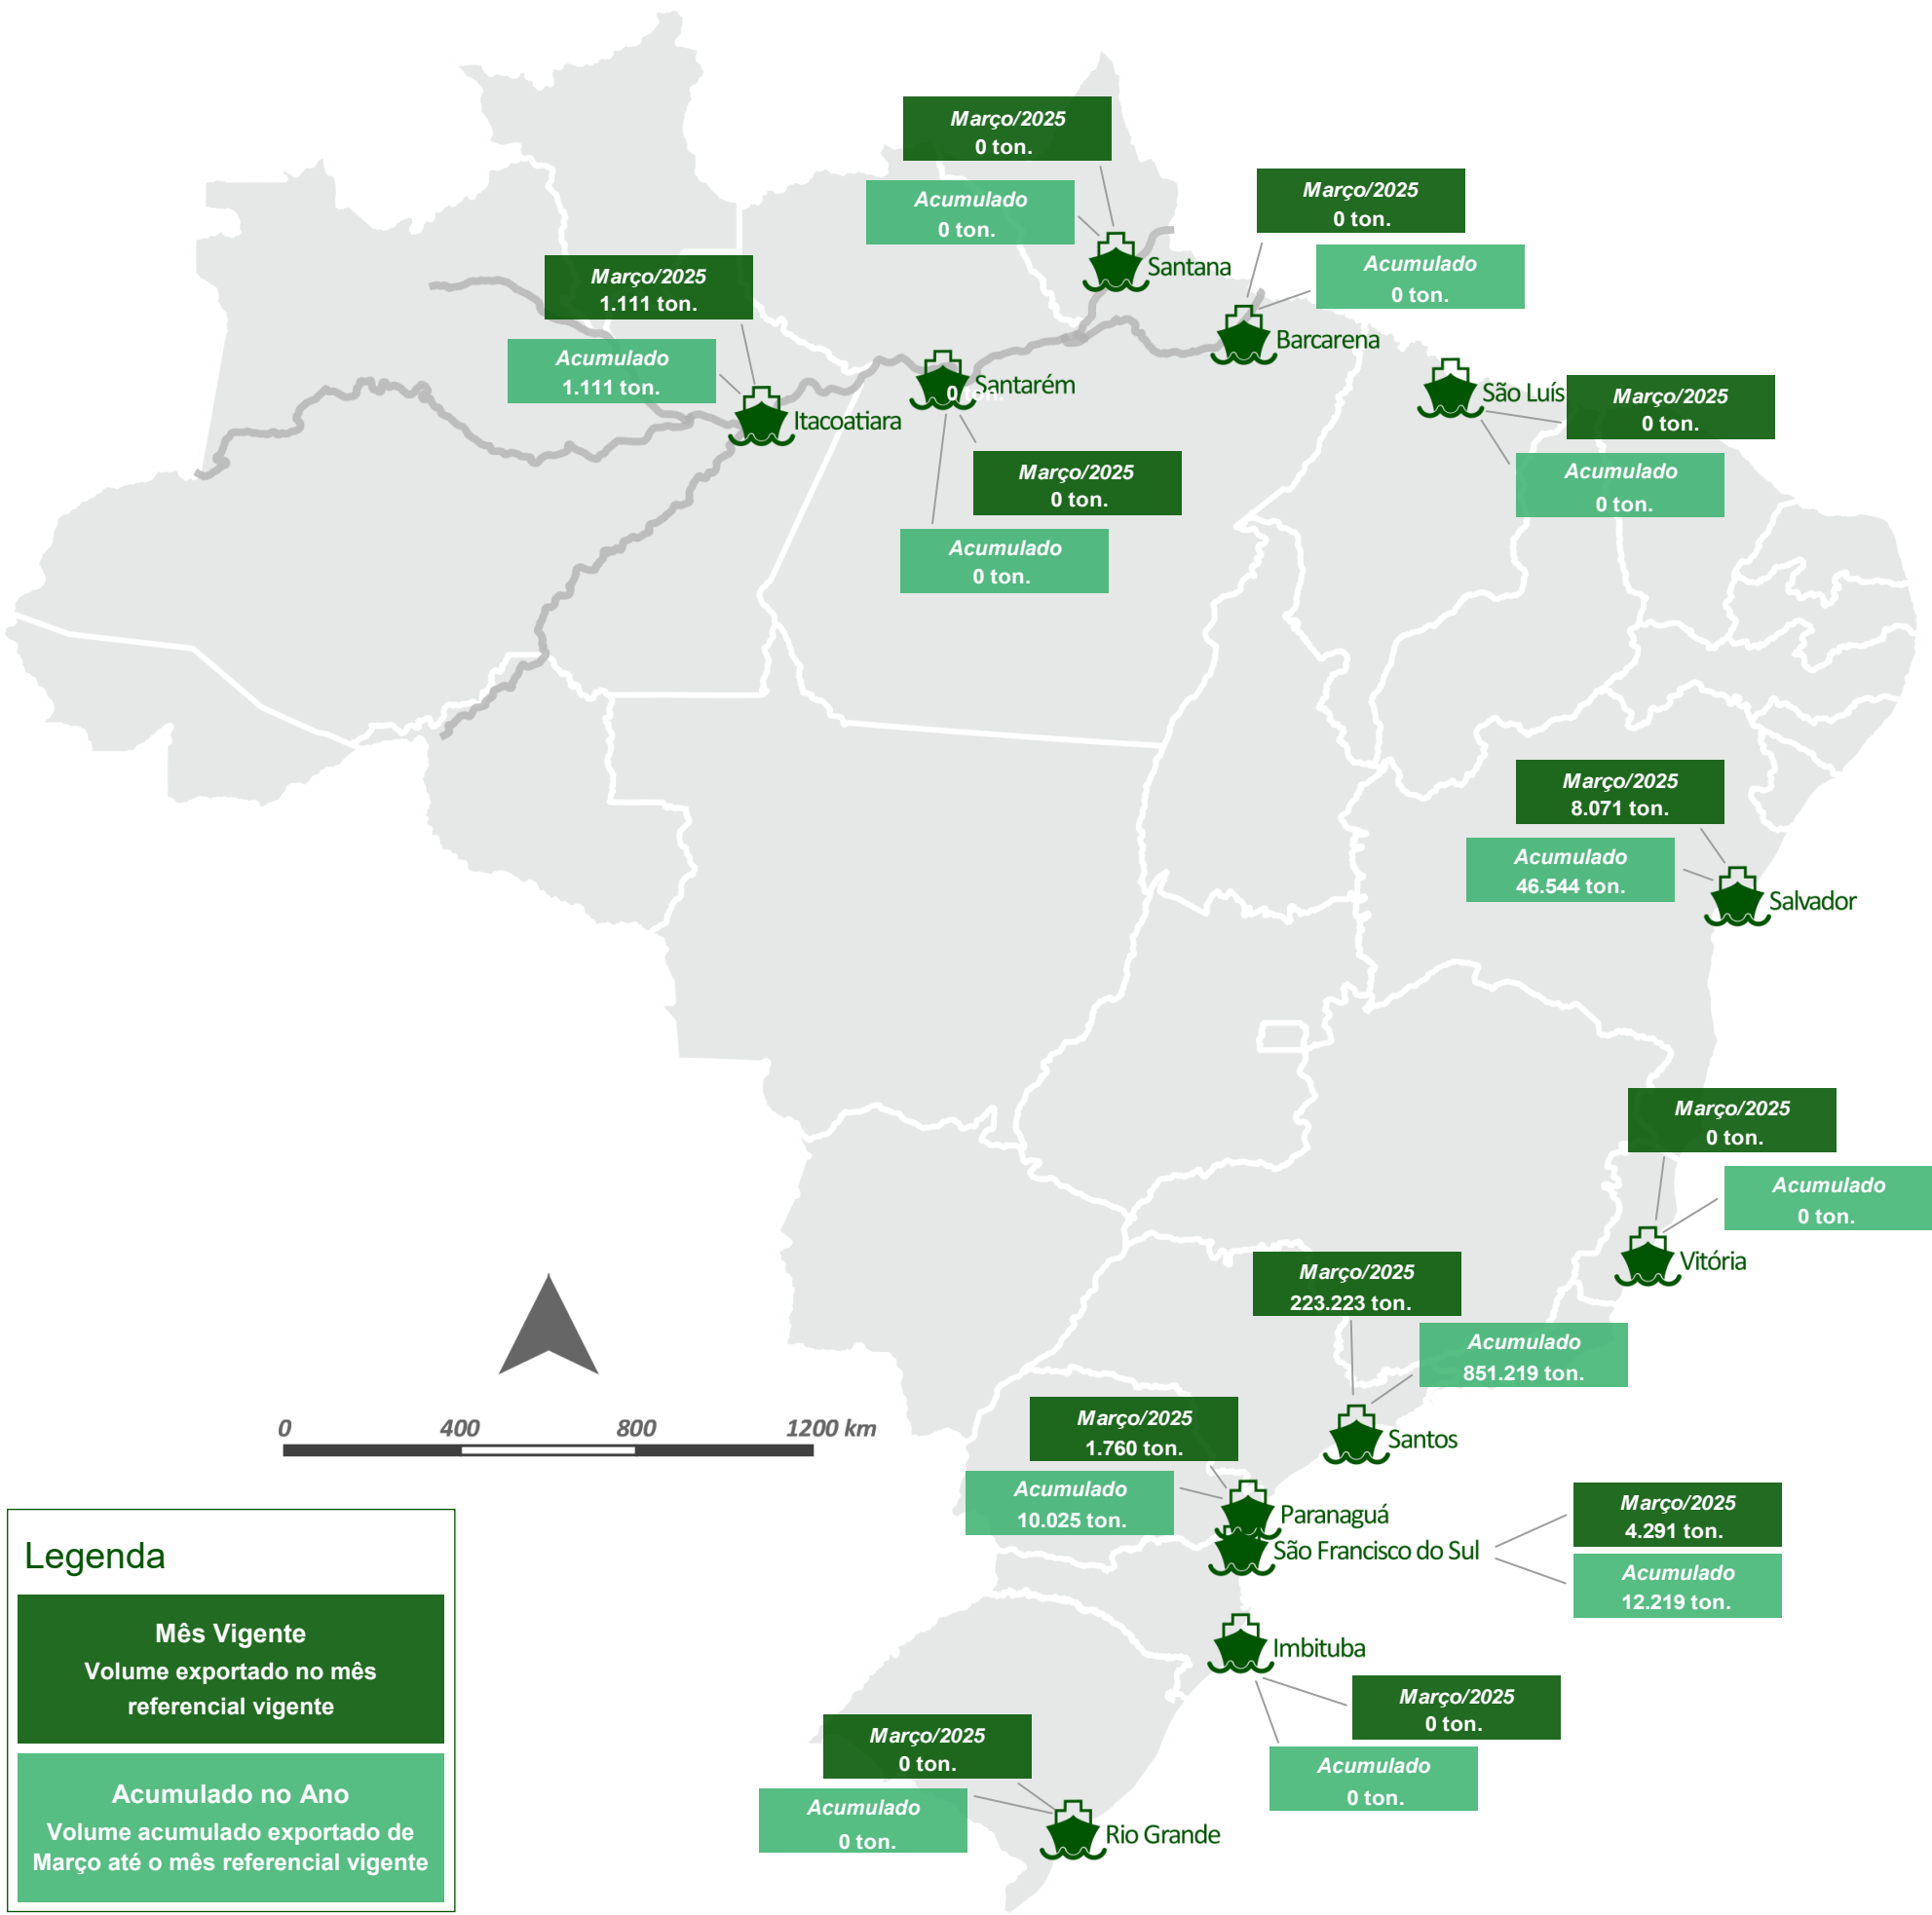 Março/2025
0 ton.
Acumulado
0 ton.
Santana
Março/2025
0 ton.
Acumulado
0 ton.
Barcarena
Março/2025
1.111 ton.
Acumulado
1.111 ton.
Itacoatiara
Santarém
0 ton.
Março/2025
0 ton.
Acumulado
0 ton.
São Luís
Março/2025
0 ton.
Acumulado
0 ton.
Março/2025
8.071 ton.
Acumulado
46.544 ton.
Salvador
Março/2025
0 ton.
Acumulado
0 ton.
Vitória
Março/2025
223.223 ton.
Acumulado
851.219 ton.
Santos
Março/2025
1.760 ton.
Acumulado
10.025 ton.
Paranaguá
São Francisco do Sul
Março/2025
4.291 ton.
Acumulado
12.219 ton.
Imbituba
Março/2025
0 ton.
Acumulado
0 ton.
Março/2025
0 ton.
Acumulado
0 ton.
Rio Grande
0 400 800 1200 km
Legenda
Mês Vigente
Volume exportado no mês
referencial vigente
Acumulado no Ano
Volume acumulado exportado de
Março até o mês referencial vigente